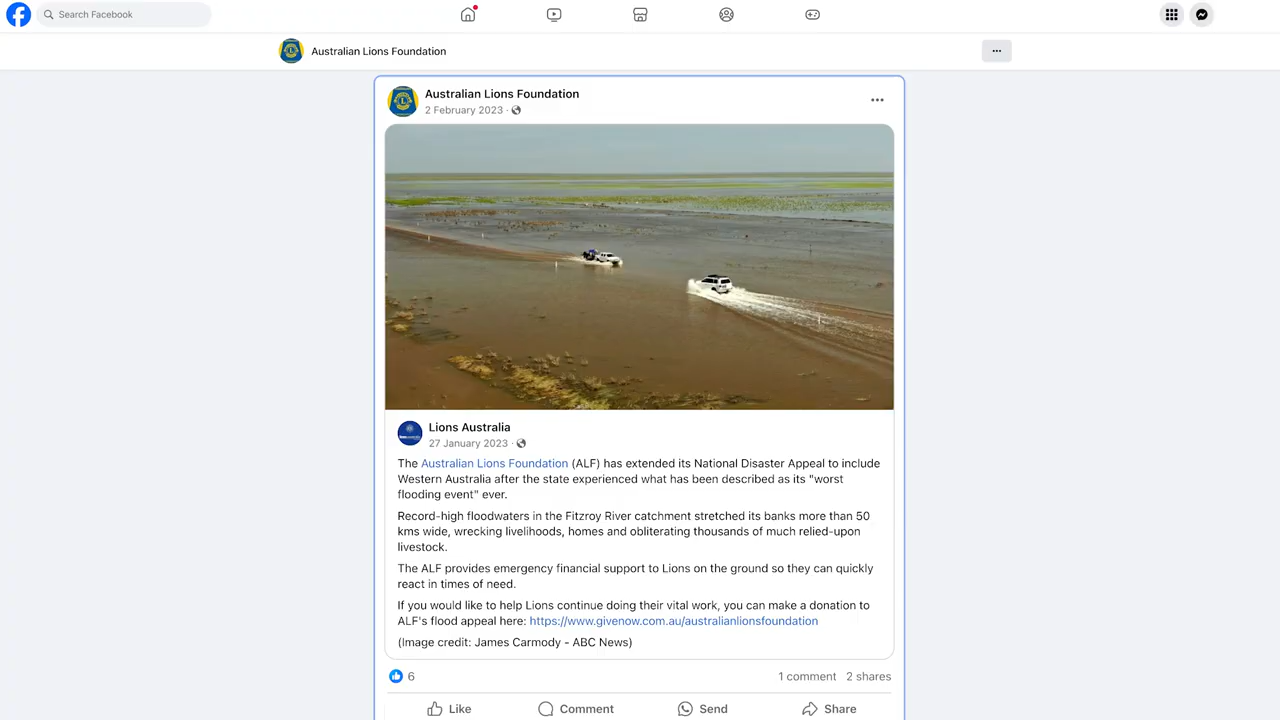 Search Facebook
Australian Lions Foundation
Australian Lions Foundation
2 February 2023 ·
Lions Australia
27 January 2023 ·
The Australian Lions Foundation (ALF) has extended its National Disaster Appeal to include
Western Australia after the state experienced what has been described as its "worst
flooding event" ever.
Record-high floodwaters in the Fitzroy River catchment stretched its banks more than 50
kms wide, wrecking livelihoods, homes and obliterating thousands of much relied-upon
livestock.
The ALF provides emergency financial support to Lions on the ground so they can quickly
react in times of need.
If you would like to help Lions continue doing their vital work, you can make a donation to
ALF's flood appeal here: https://www.givenow.com.au/australianlionsfoundation
(Image credit: James Carmody - ABC News)
6 1 comment 2 shares
Like Comment Send Share